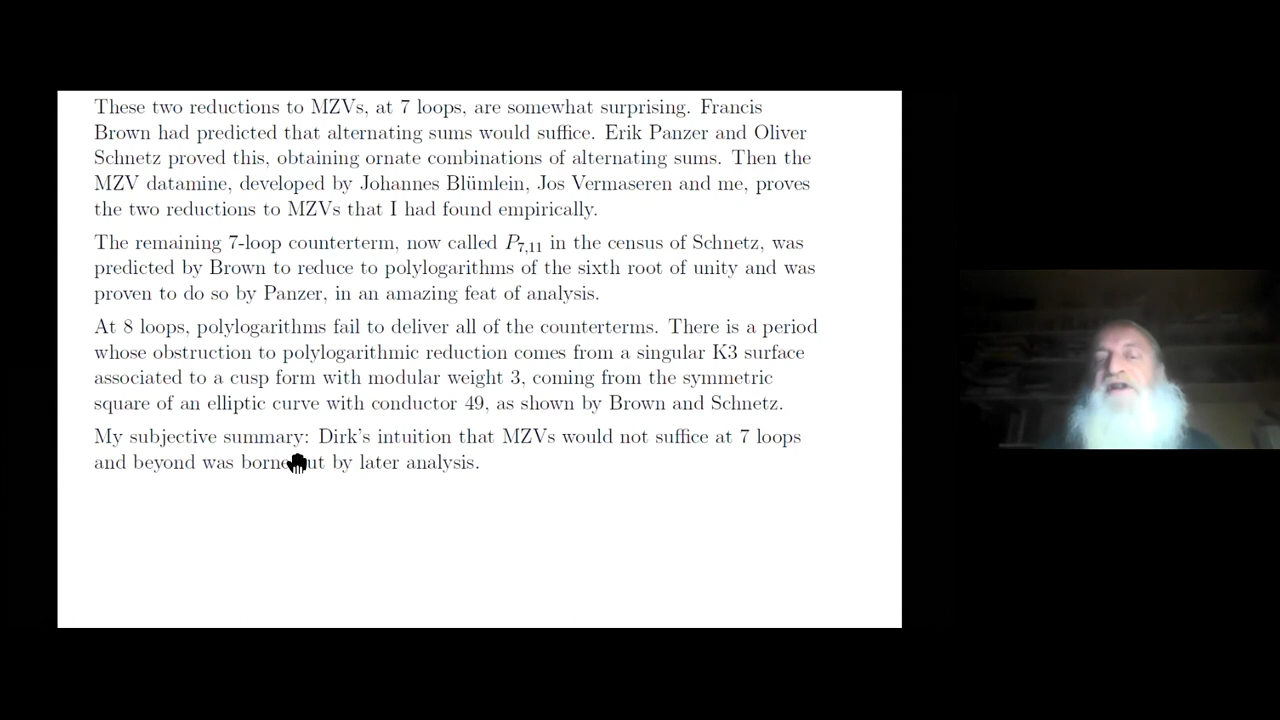 These two reductions to MZVs, at 7 loops, are somewhat surprising. Francis
Brown had predicted that alternating sums would suffice. Erik Panzer and Oliver
Schnetz proved this, obtaining ornate combinations of alternating sums. Then the
MZV datamine, developed by Johannes Blümlein, Jos Vermaseren and me, proves
the two reductions to MZVs that I had found empirically.
The remaining 7-loop counterterm, now called P₇,₁₁ in the census of Schnetz, was
predicted by Brown to reduce to polylogarithms of the sixth root of unity and was
proven to do so by Panzer, in an amazing feat of analysis.
At 8 loops, polylogarithms fail to deliver all of the counterterms. There is a period
whose obstruction to polylogarithmic reduction comes from a singular K3 surface
associated to a cusp form with modular weight 3, coming from the symmetric
square of an elliptic curve with conductor 49, as shown by Brown and Schnetz.
My subjective summary: Dirk's intuition that MZVs would not suffice at 7 loops
and beyond was borne out by later analysis.